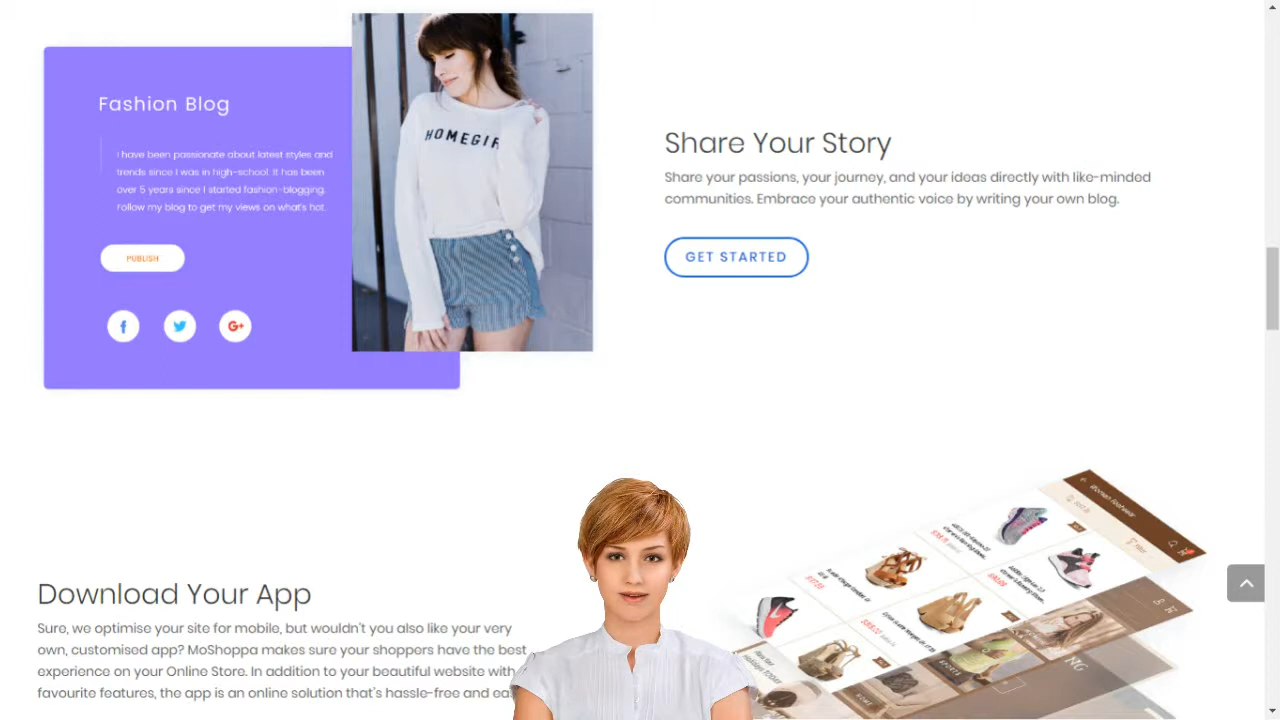 Fashion Blog
I have been passionate about latest styles and
trends since I was in high-school. It has been
over 5 years since I started fashion-blogging.
Follow my blog to get my views on what's hot.
PUBLISH
HOMEGIR
Share Your Story
Share your passions, your journey, and your ideas directly with like-minded
communities. Embrace your authentic voice by writing your own blog.
GET STARTED
Download Your App
Sure, we optimise your site for mobile, but wouldn't you also like your very
own, customised app? MoShoppa makes sure your shoppers have the best
experience on your Online Store. In addition to your beautiful website with
favourite features, the app is an online solution that's hassle-free and
Women Footwear